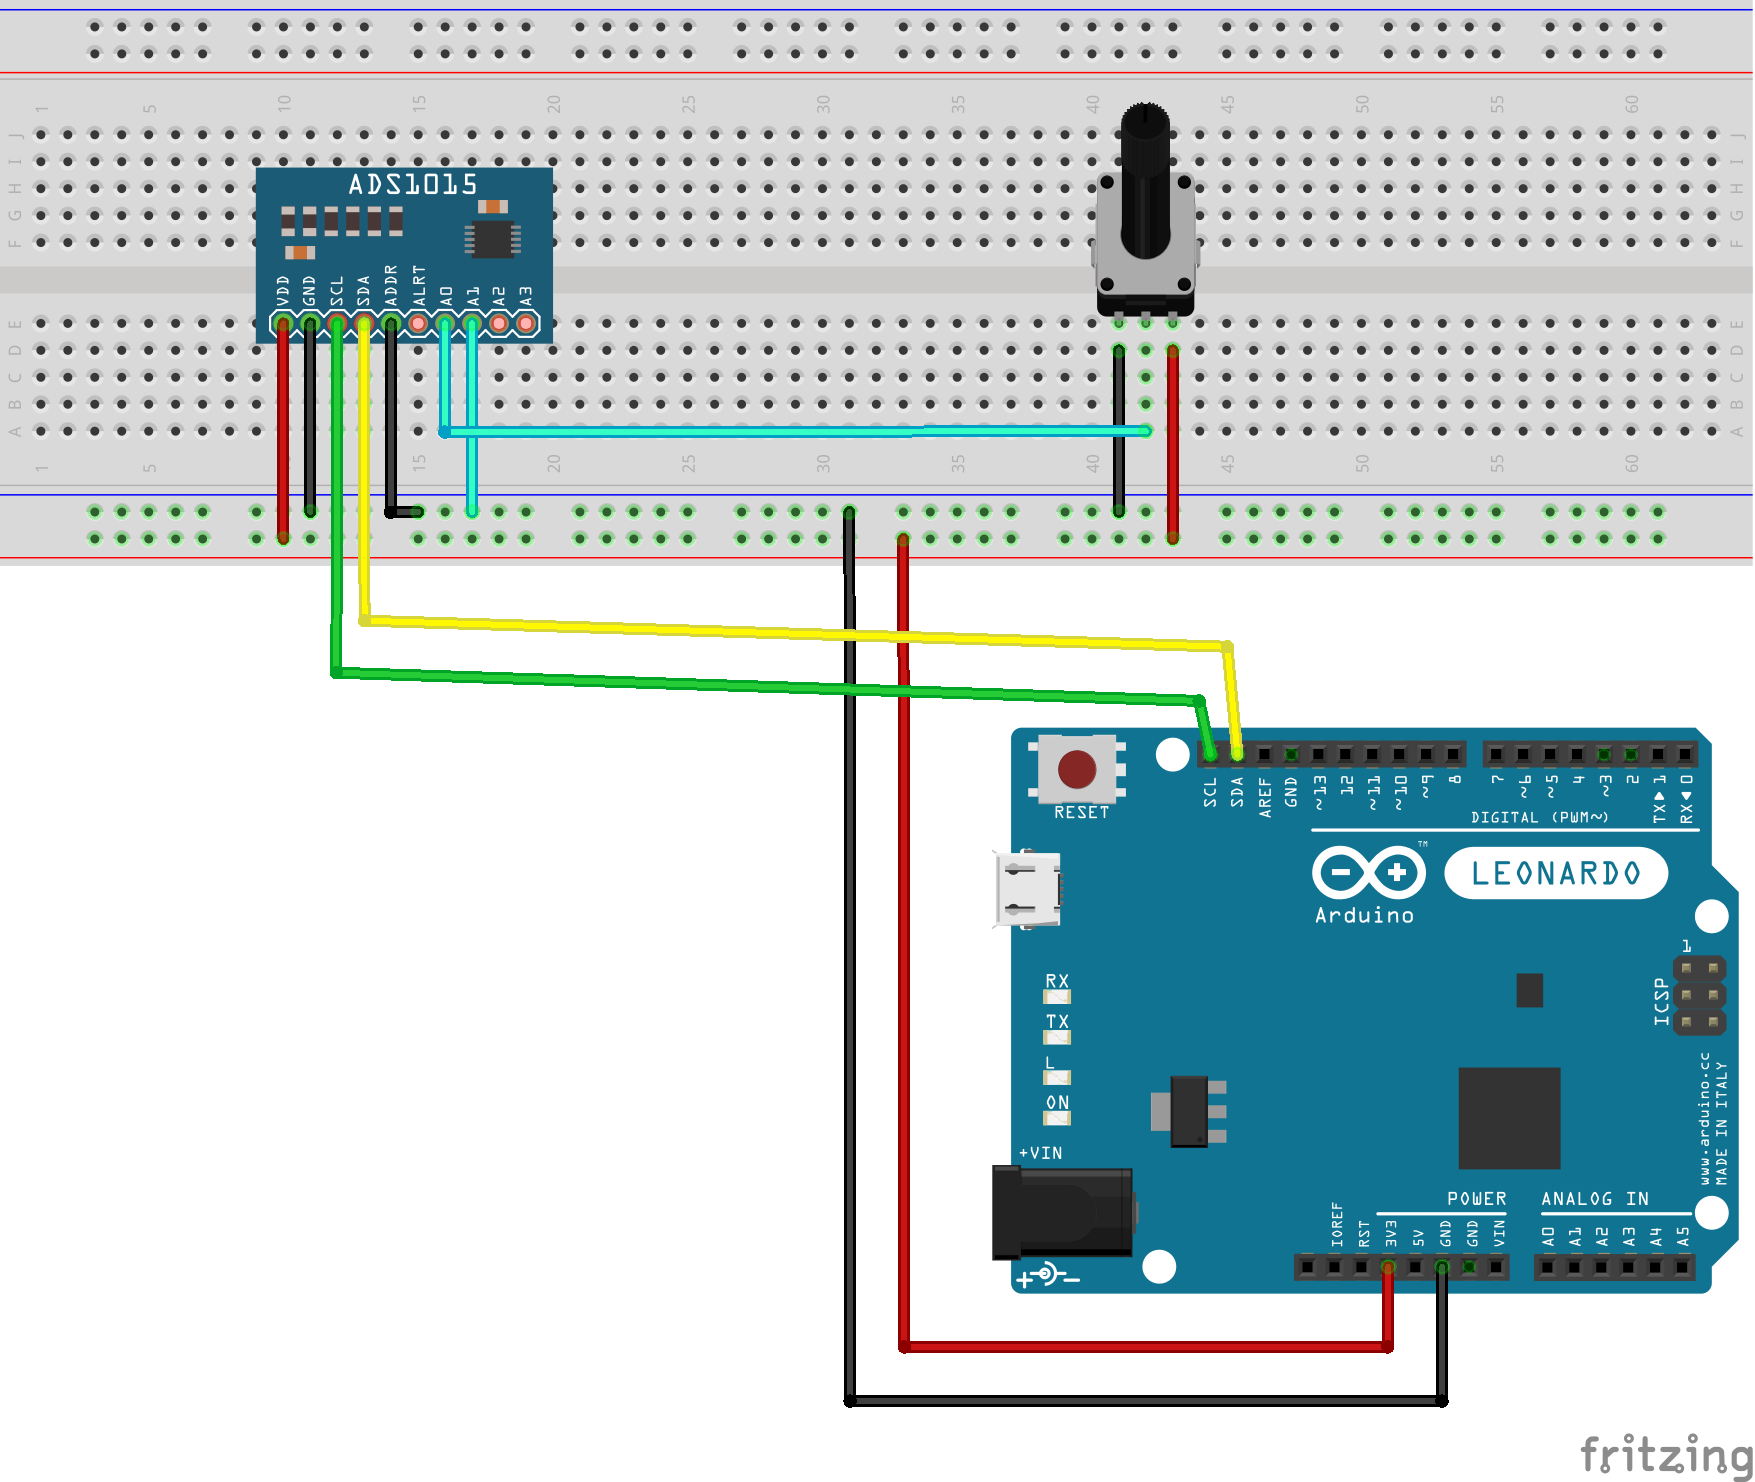 1 5 10 15 20 25 30 35 40 45 50 55 60
J J
I I
H H
G G
F F
ADS1015
VDD GND SCL SDA ADDR ALRT A0 A1 A2 A3
E E
D D
C C
B B
A A
1 5 15 20 25 30 35 40 45 50 55 60
RESET
SCL SDA AREF GND ~13 12 ~11 ~10 ~9 8 7 ~6 ~5 4 ~3 2 TX▶1 RX◀0
DIGITAL (PWM~)
TM
LEONARDO
Arduino
1
ICSP
RX
TX
L
ON
www.arduino.cc
MADE IN ITALY
+VIN
POWER
ANALOG IN
IOREF RST 3V3 5V GND GND VIN A0 A1 A2 A3 A4 A5
+ -
fritzing